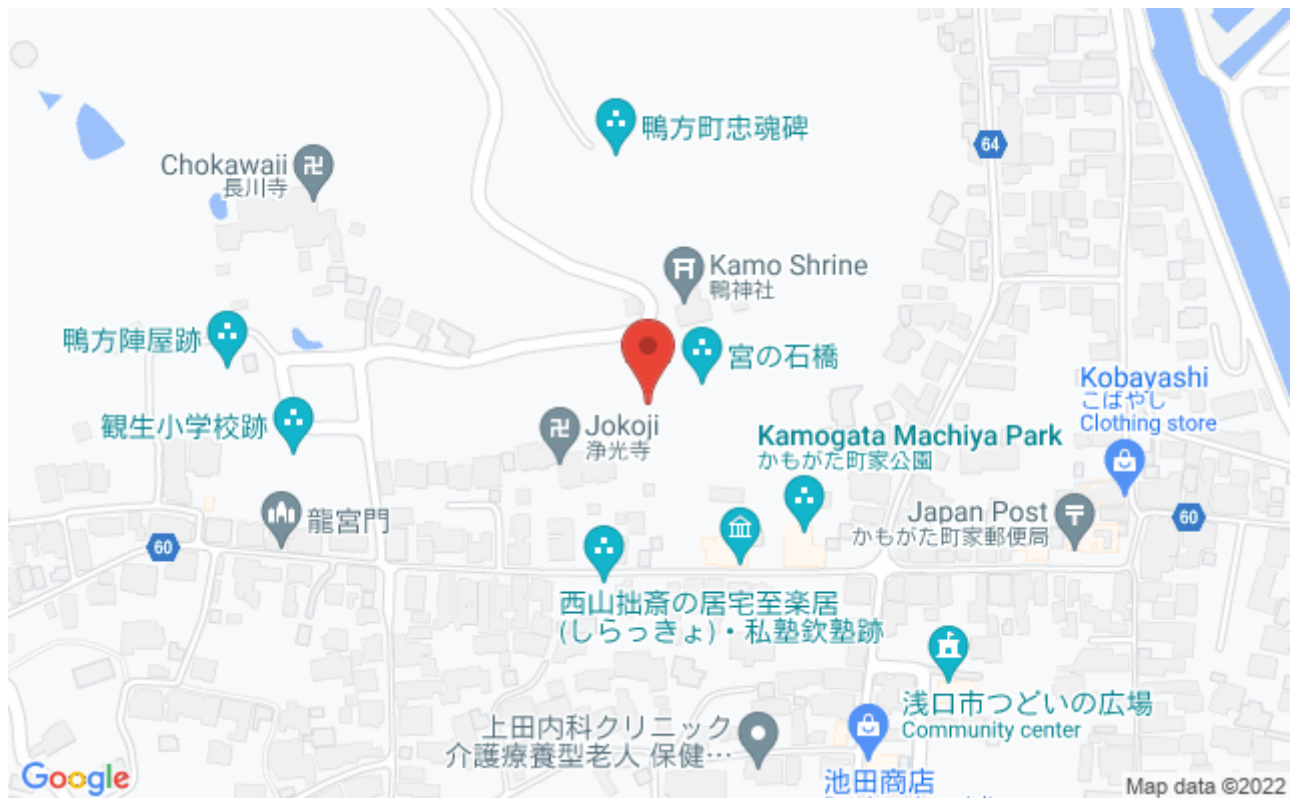 鴨方町忠魂碑
64
Chokawaii
長川寺
Kamo Shrine
鴨神社
鴨方陣屋跡
宮の石橋
Kobayashi
こばやし
Clothing store
観生小学校跡
Jokoji
浄光寺
Kamogata Machiya Park
かもがた町家公園
龍宮門
Japan Post
かもがた町家郵便局
60
60
西山拙斎の居宅至楽居
(しらっきょ)・私塾欽塾跡
浅口市つどいの広場
Community center
上田内科クリニック
介護療養型老人 保健…
池田商店
Google
Map data ©2022